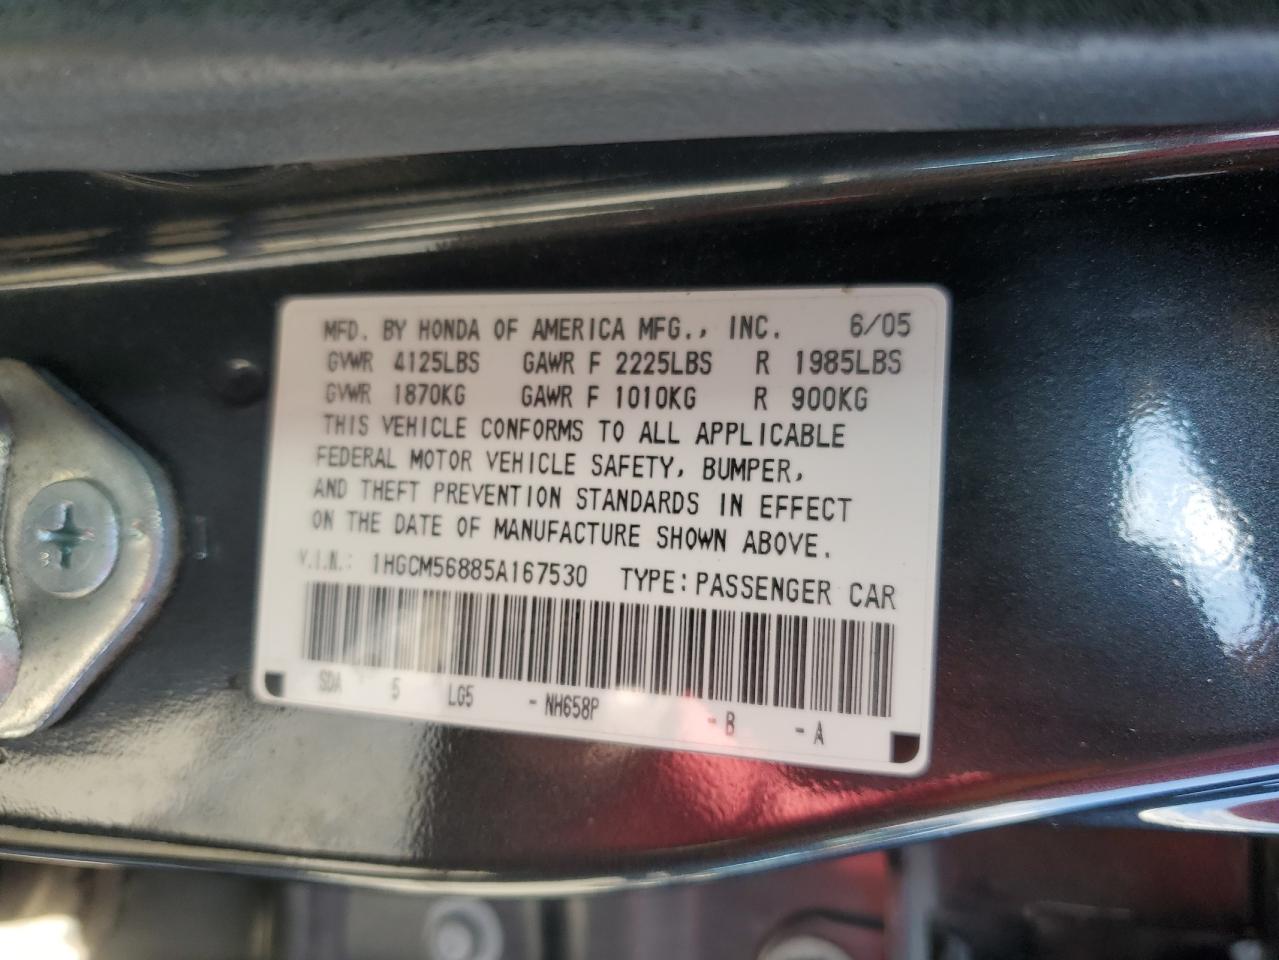 MFD. BY HONDA OF AMERICA MFG., INC. 6/05
GVWR 4125LBS GAWR F 2225LBS R 1985LBS
GVWR 1870KG GAWR F 1010KG R 900KG
THIS VEHICLE CONFORMS TO ALL APPLICABLE
FEDERAL MOTOR VEHICLE SAFETY, BUMPER,
AND THEFT PREVENTION STANDARDS IN EFFECT
ON THE DATE OF MANUFACTURE SHOWN ABOVE.
V.I.N.: 1HGCM56885A167530 TYPE:PASSENGER CAR
SDA 5 LG5 -NH658P -B -A